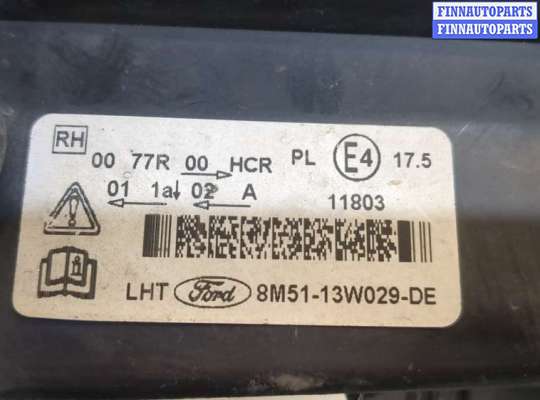 FINNAUTOPARTS
FINNAUTOPARTS
RH
00 77R 00 HCR PL E4 17.5
01 1a 02 A 11803
LHT Ford 8M51-13W029-DE